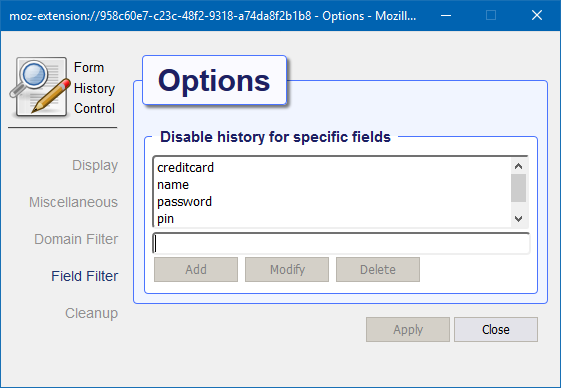 moz-extension://958c60e7-c23c-48f2-9318-a74da8f2b1b8 - Options - Mozill...
Form
History
Control
Display
Miscellaneous
Domain Filter
Field Filter
Cleanup
Options
Disable history for specific fields
creditcard
name
password
pin
Add Modify Delete
Apply Close